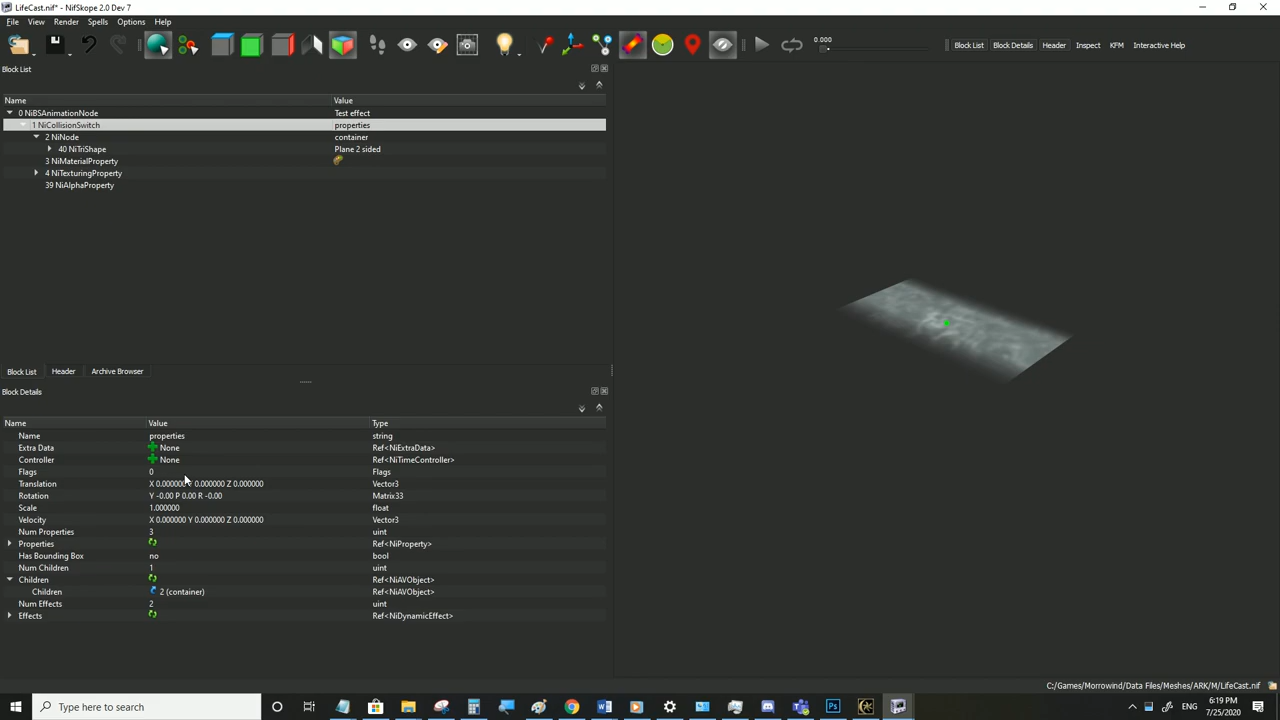 LifeCast.nif* - NifSkope 2.0 Dev 7
File View Render Spells Options Help
0.000
Block List Block Details Header Inspect KFM Interactive Help
Block List
Name Value
0 NiBSAnimationNode Test effect
1 NiCollisionSwitch properties
2 NiNode container
40 NiTriShape Plane 2 sided
3 NiMaterialProperty
4 NiTexturingProperty
39 NiAlphaProperty
Block List Header Archive Browser
Block Details
Name Value Type
Name properties string
Extra Data None Ref<NiExtraData>
Controller None Ref<NiTimeController>
Flags 0 Flags
Translation X 0.000000 Y 0.000000 Z 0.000000 Vector3
Rotation Y -0.00 P 0.00 R -0.00 Matrix33
Scale 1.000000 float
Velocity X 0.000000 Y 0.000000 Z 0.000000 Vector3
Num Properties 3 uint
Properties Ref<NiProperty>
Has Bounding Box no bool
Num Children 1 uint
Children Ref<NiAVObject>
Children 2 (container) Ref<NiAVObject>
Num Effects 2 uint
Effects Ref<NiDynamicEffect>
C:/Games/Morrowind/Data Files/Meshes/ARK/M/LifeCast.nif
Type here to search
ENG
6:19 PM
7/25/2020